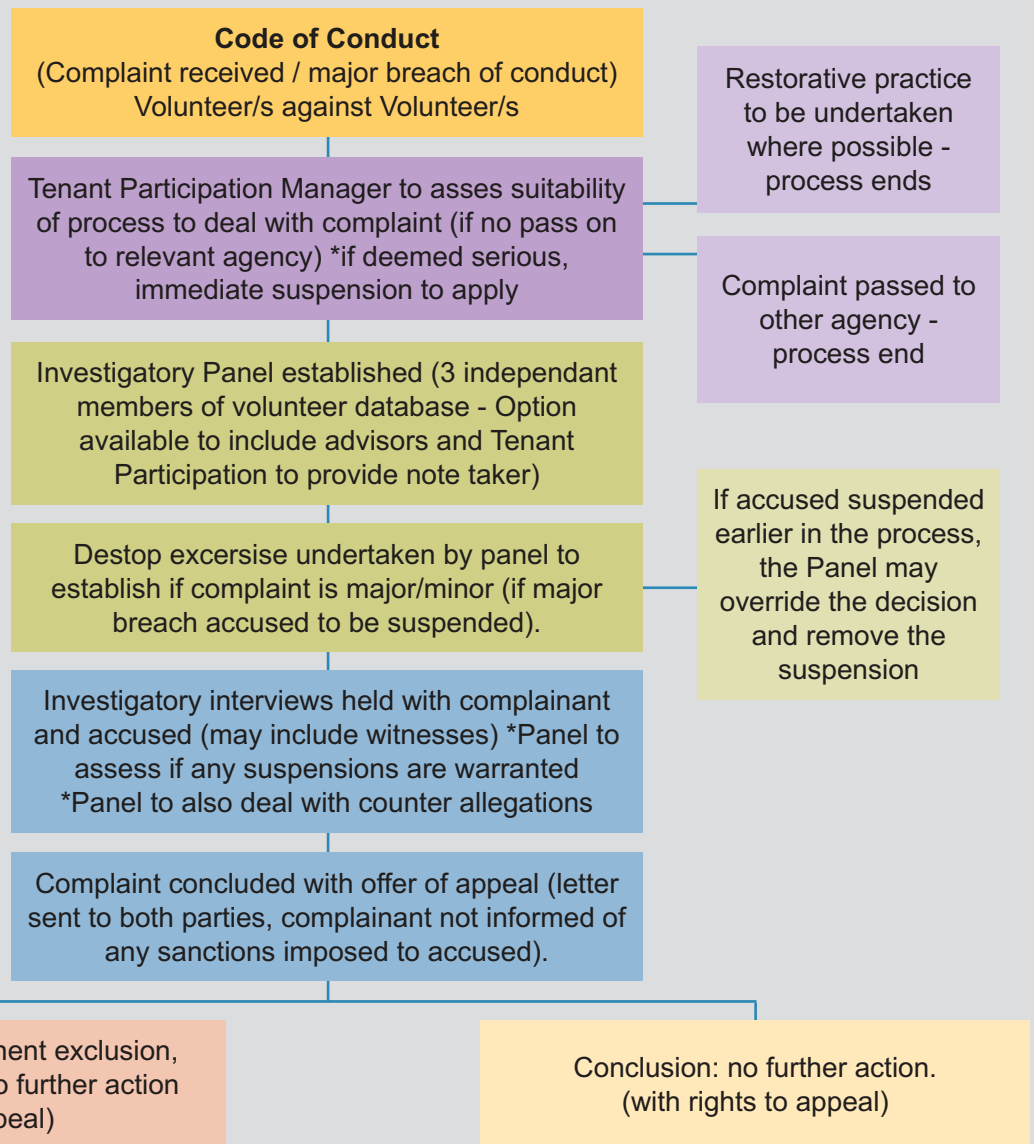 Code of Conduct
(Complaint received / major breach of conduct)
Volunteer/s against Volunteer/s
Restorative practice
to be undertaken
where possible -
process ends
Tenant Participation Manager to asses suitability
of process to deal with complaint (if no pass on
to relevant agency) *if deemed serious,
immediate suspension to apply
Complaint passed to
other agency -
process end
Investigatory Panel established (3 independant
members of volunteer database - Option
available to include advisors and Tenant
Participation to provide note taker)
Destop excersise undertaken by panel to
establish if complaint is major/minor (if major
breach accused to be suspended).
If accused suspended
earlier in the process,
the Panel may
override the decision
and remove the
suspension
Investigatory interviews held with complainant
and accused (may include witnesses) *Panel to
assess if any suspensions are warranted
*Panel to also deal with counter allegations
Complaint concluded with offer of appeal (letter
sent to both parties, complainant not informed of
any sanctions imposed to accused).
exclusion,
further action
Conclusion: no further action.
(with rights to appeal)